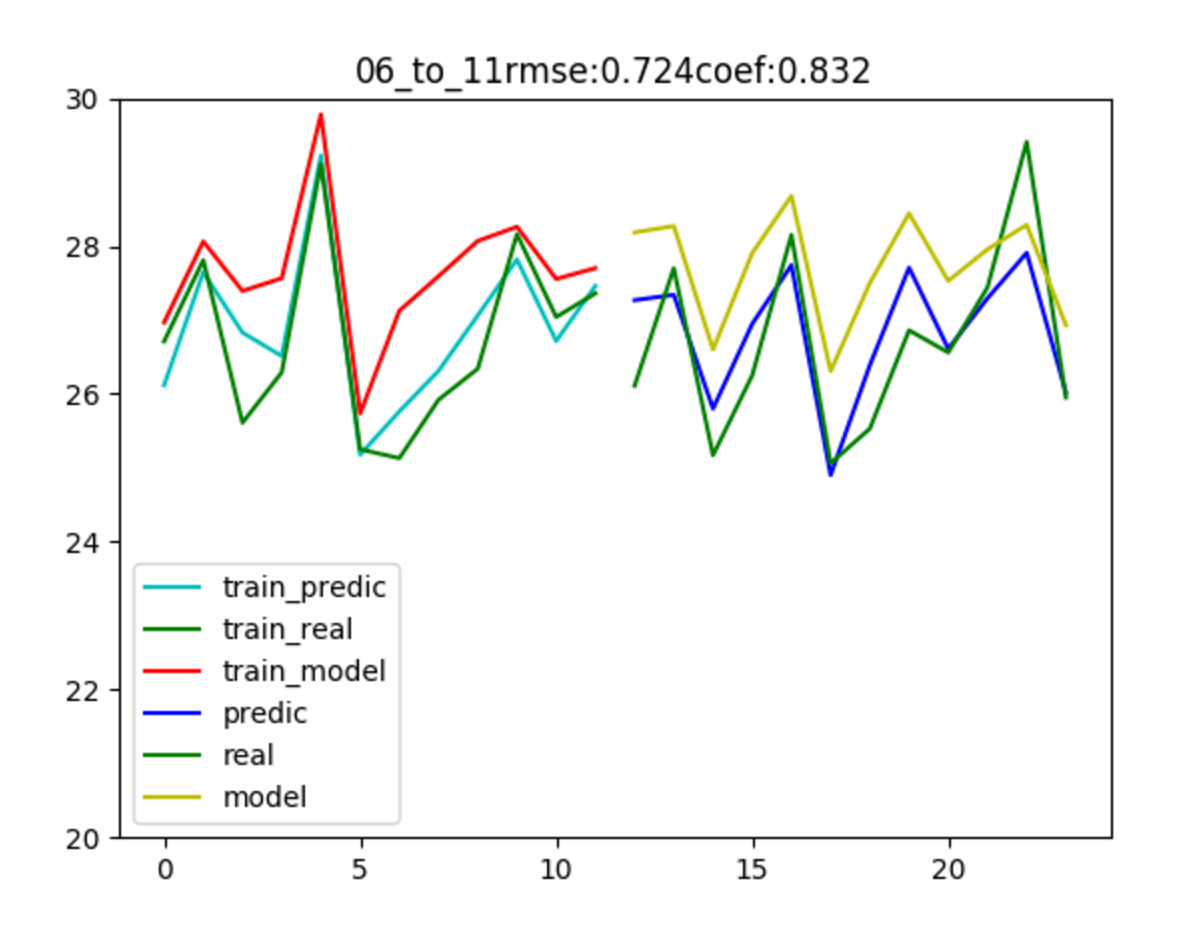 06_to_11rmse:0.724coef:0.832
30
28
26
24
22
20
train_predic
train_real
train_model
predic
real
model
0 5 10 15 20